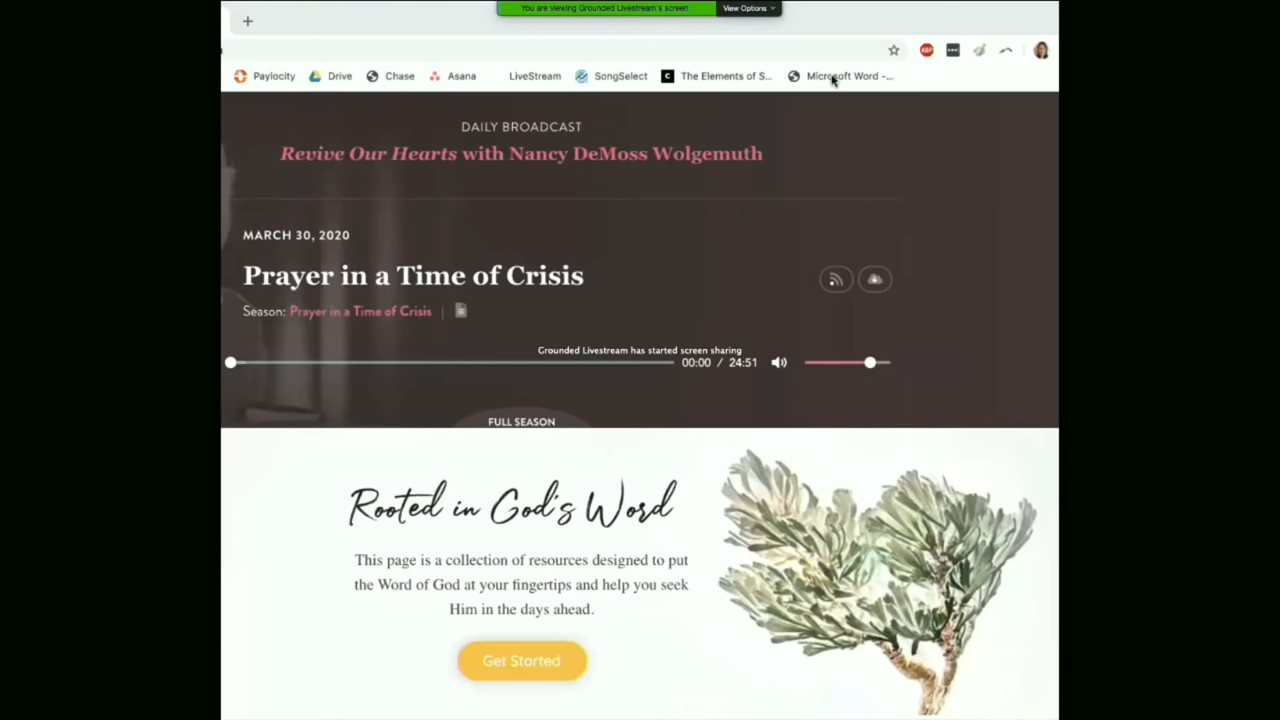 You are viewing Grounded Livestream's screen View Options
ABP
Paylocity Drive Chase Asana LiveStream SongSelect C The Elements of S... Microsoft Word -...
DAILY BROADCAST
Revive Our Hearts with Nancy DeMoss Wolgemuth
MARCH 30, 2020
Prayer in a Time of Crisis
Season: Prayer in a Time of Crisis
Grounded Livestream has started screen sharing
00:00 / 24:51
FULL SEASON
Rooted in God's Word
This page is a collection of resources designed to put
the Word of God at your fingertips and help you seek
Him in the days ahead.
Get Started